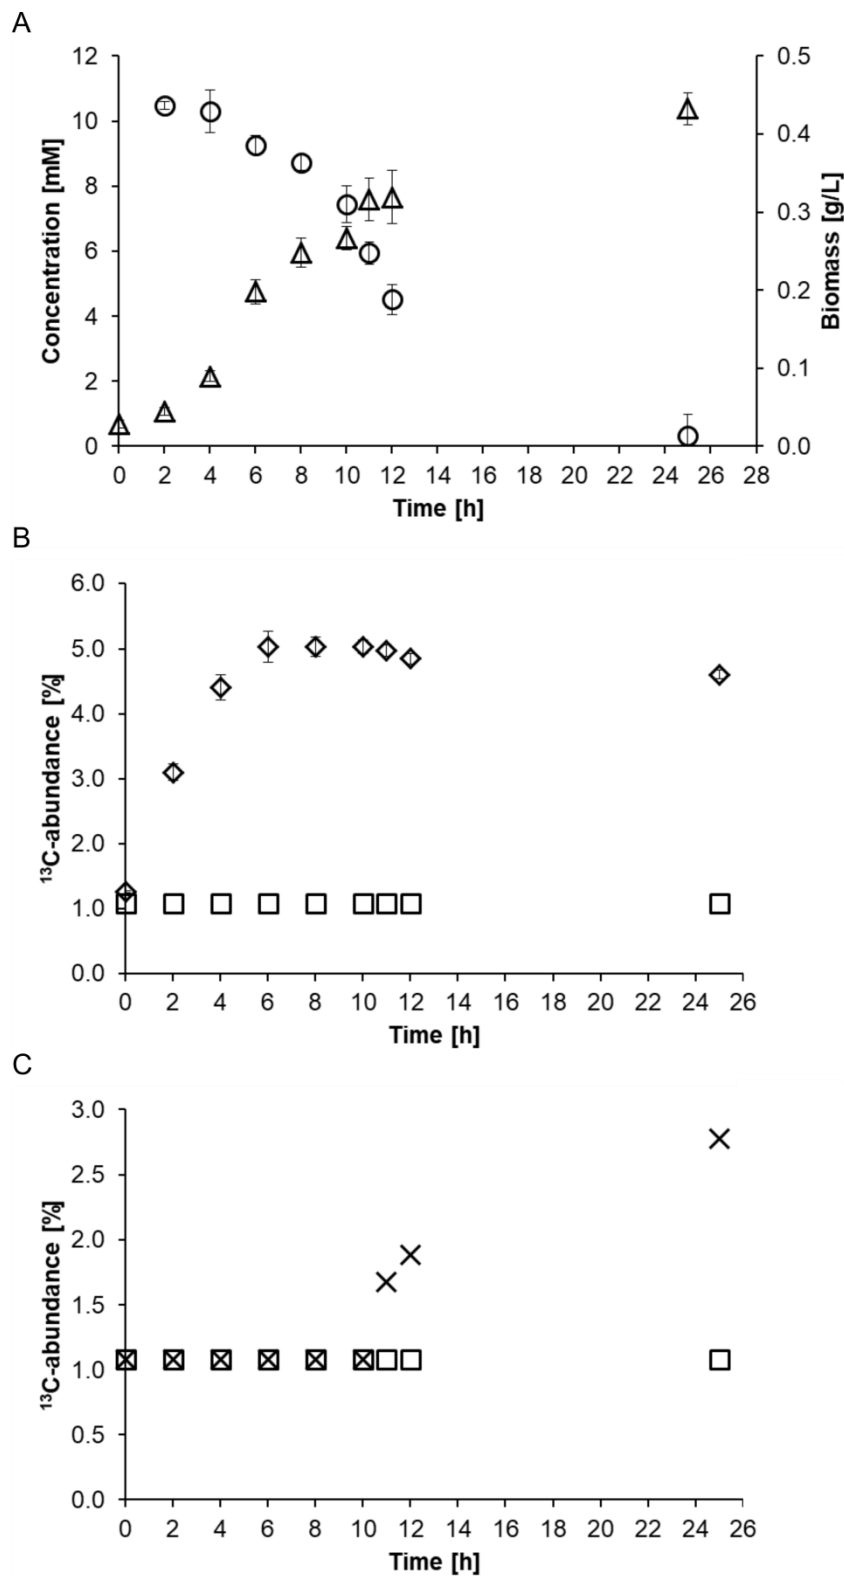 A
12
10
8
6
4
2
0
Concentration [mM]
0.5
0.4
0.3
0.2
0.1
0.0
Biomass [g/L]
0 2 4 6 8 10 12 14 16 18 20 22 24 26 28
Time [h]
B
6.0
5.0
4.0
3.0
2.0
1.0
0.0
¹³C-abundance [%]
0 2 4 6 8 10 12 14 16 18 20 22 24 26
Time [h]
C
3.0
2.5
2.0
1.5
1.0
0.5
0.0
¹³C-abundance [%]
0 2 4 6 8 10 12 14 16 18 20 22 24 26
Time [h]